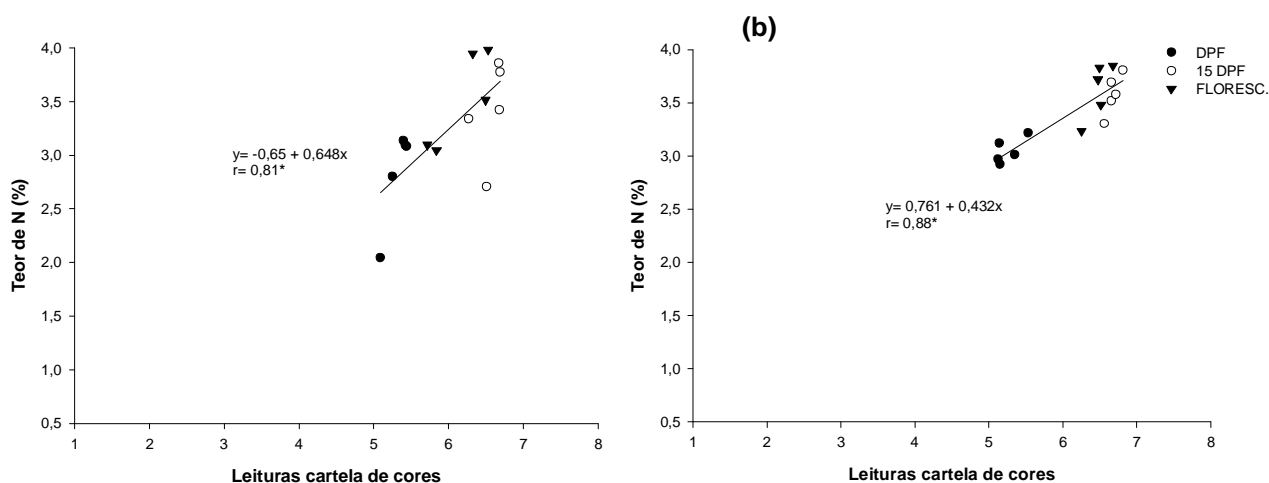 (b)
4,0
3,5
3,0
2,5
2,0
1,5
1,0
0,5
Teor de N (%)
y= -0,65 + 0,648x
r= 0,81*
1 2 3 4 5 6 7 8
Leituras cartela de cores
4,0
3,5
3,0
2,5
2,0
1,5
1,0
0,5
Teor de N (%)
y= 0,761 + 0,432x
r= 0,88*
1 2 3 4 5 6 7 8
Leituras cartela de cores
DPF
15 DPF
FLORESC.